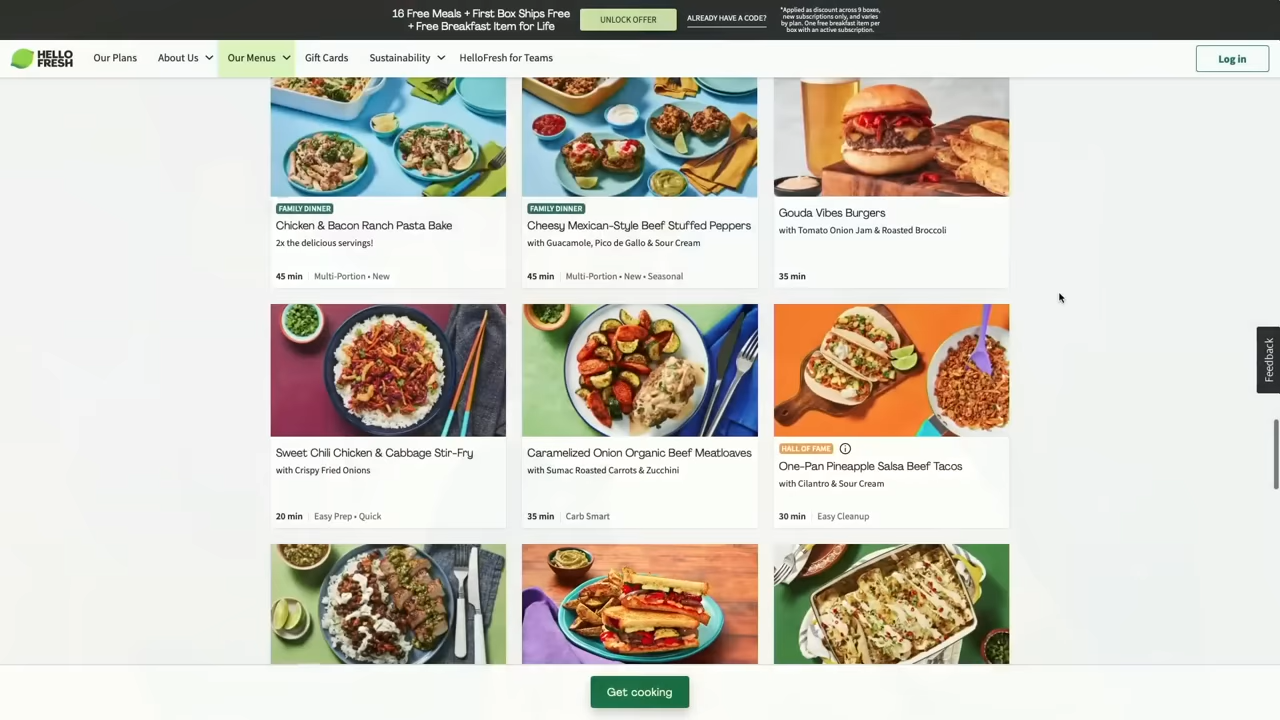 16 Free Meals + First Box Ships Free
+ Free Breakfast Item for Life
UNLOCK OFFER
ALREADY HAVE A CODE?
*Applied as discount across 9 boxes,
new subscriptions only, and varies
by plan. One free breakfast item per
box with an active subscription.
HELLO
FRESH
Our Plans
About Us
Our Menus
Gift Cards
Sustainability
HelloFresh for Teams
Log in
FAMILY DINNER
Chicken & Bacon Ranch Pasta Bake
2x the delicious servings!
45 min
Multi-Portion • New
FAMILY DINNER
Cheesy Mexican-Style Beef Stuffed Peppers
with Guacamole, Pico de Gallo & Sour Cream
45 min
Multi-Portion • New • Seasonal
Gouda Vibes Burgers
with Tomato Onion Jam & Roasted Broccoli
35 min
Feedback
Sweet Chili Chicken & Cabbage Stir-Fry
with Crispy Fried Onions
20 min
Easy Prep • Quick
Caramelized Onion Organic Beef Meatloaves
with Sumac Roasted Carrots & Zucchini
35 min
Carb Smart
HALL OF FAME
One-Pan Pineapple Salsa Beef Tacos
with Cilantro & Sour Cream
30 min
Easy Cleanup
Get cooking